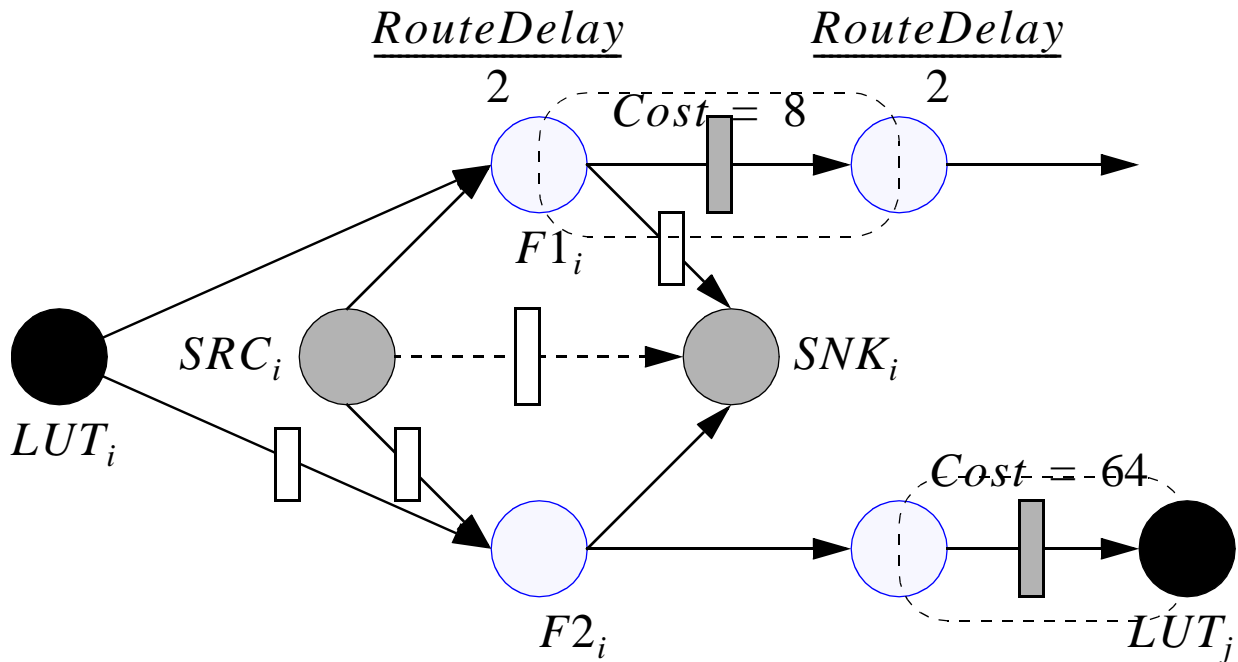 RouteDelay RouteDelay
2 2
Cost = 8
F1i
SRCi SNKi
LUTi
Cost = 64
F2i
LUTj